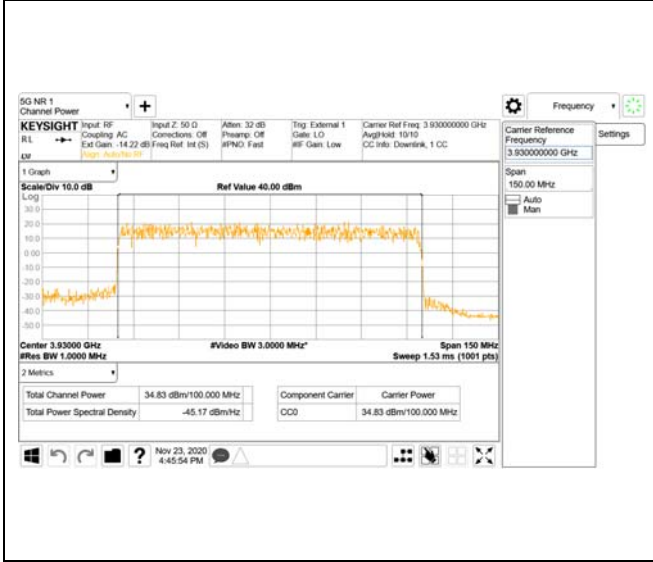 5G NR 1
Channel Power
Frequency
KEYSIGHT
RL
Input: RF
Coupling: AC
Ext Gain: -14.22 dB
Align: Auto/No RF
Input Z: 50 Ω
Corrections: Off
Freq Ref: Int (S)
Atten: 32 dB
Preamp: Off
#PNO: Fast
Trig: External 1
Gate: LO
#IF Gain: Low
Carrier Ref Freq: 3.930000000 GHz
Avg|Hold: 10/10
CC Info: Downlink, 1 CC
Carrier Reference
Frequency
3.930000000 GHz
Settings
Span
150.00 MHz
Auto
Man
1 Graph
Scale/Div 10.0 dB
Ref Value 40.00 dBm
Log
30.0
20.0
10.0
0.00
-10.0
-20.0
-30.0
-40.0
-50.0
Center 3.93000 GHz
#Video BW 3.0000 MHz*
Span 150 MHz
#Res BW 1.0000 MHz
Sweep 1.53 ms (1001 pts)
2 Metrics
Total Channel Power 34.83 dBm/100.000 MHz
Total Power Spectral Density -45.17 dBm/Hz
Component Carrier Carrier Power
CC0 34.83 dBm/100.000 MHz
?
Nov 23, 2020
4:45:54 PM